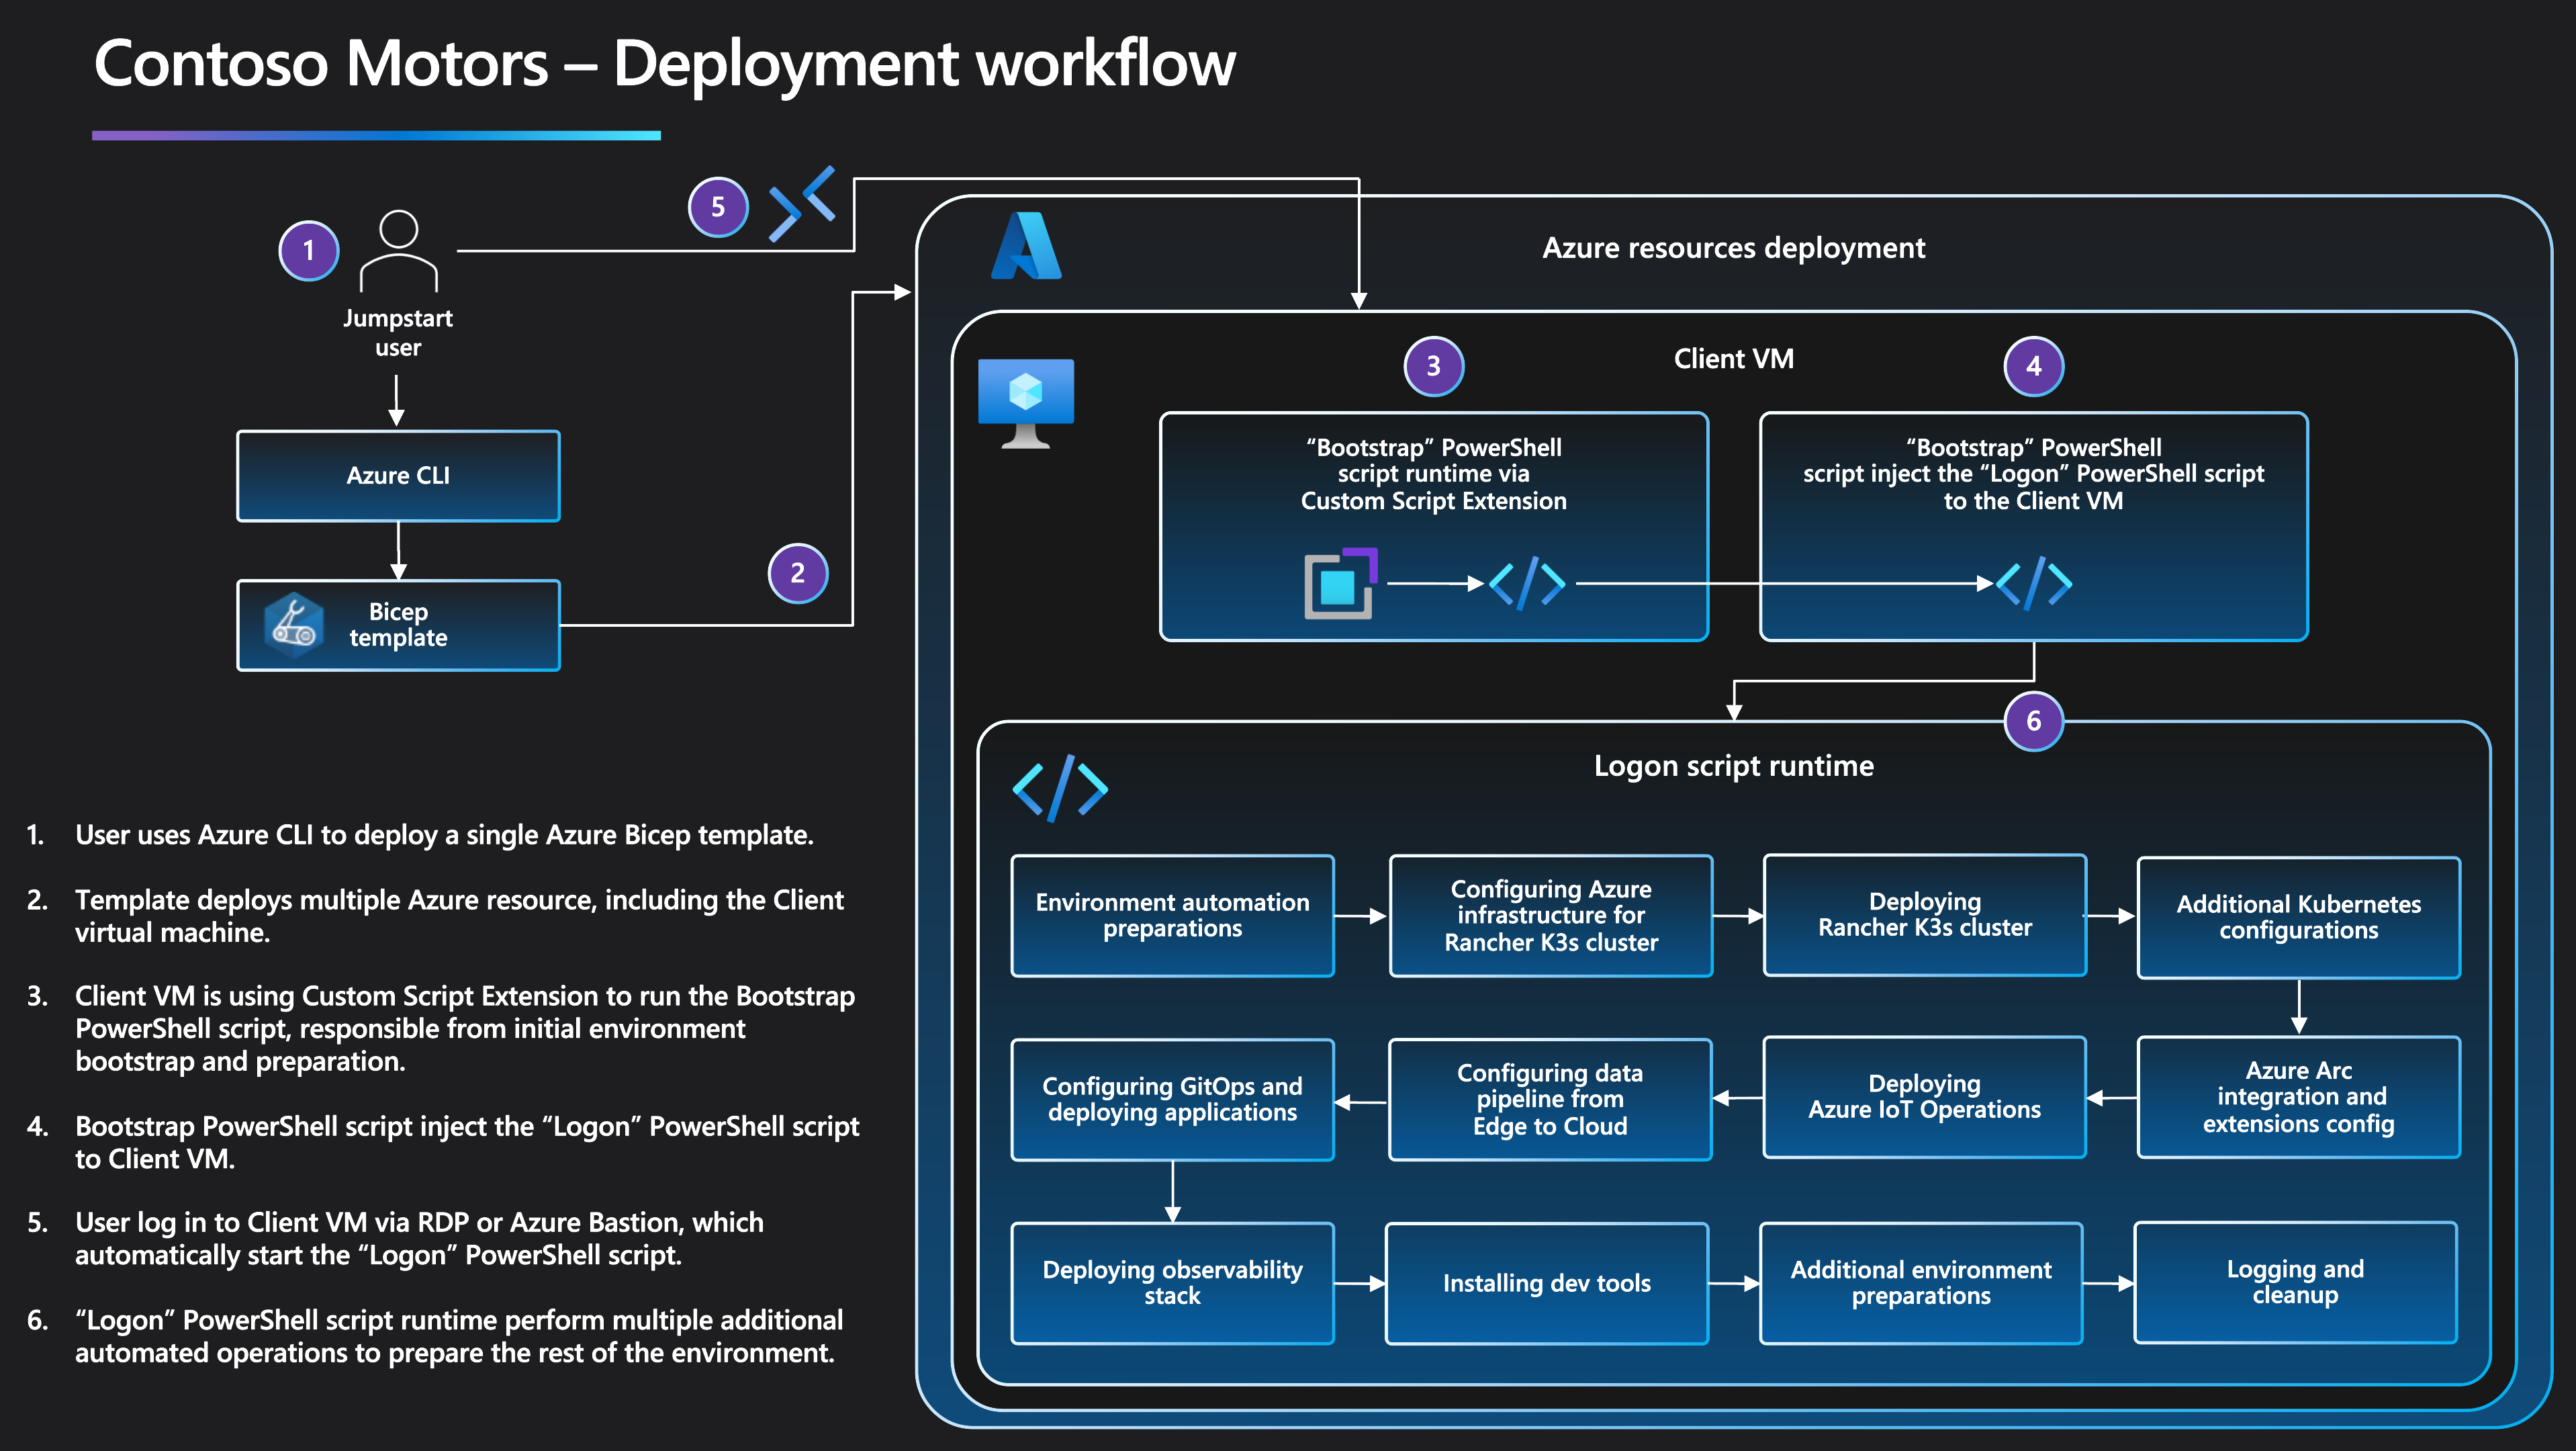 Contoso Motors – Deployment workflow
1
Jumpstart
user
5
Azure CLI
Bicep
template
2
Azure resources deployment
Client VM
3
“Bootstrap” PowerShell
script runtime via
Custom Script Extension
4
“Bootstrap” PowerShell
script inject the “Logon” PowerShell script
to the Client VM
6
Logon script runtime
Environment automation
preparations
Configuring Azure
infrastructure for
Rancher K3s cluster
Deploying
Rancher K3s cluster
Additional Kubernetes
configurations
Configuring GitOps and
deploying applications
Configuring data
pipeline from
Edge to Cloud
Deploying
Azure IoT Operations
Azure Arc
integration and
extensions config
Deploying observability
stack
Installing dev tools
Additional environment
preparations
Logging and
cleanup
1. User uses Azure CLI to deploy a single Azure Bicep template.
2. Template deploys multiple Azure resource, including the Client
virtual machine.
3. Client VM is using Custom Script Extension to run the Bootstrap
PowerShell script, responsible from initial environment
bootstrap and preparation.
4. Bootstrap PowerShell script inject the “Logon” PowerShell script
to Client VM.
5. User log in to Client VM via RDP or Azure Bastion, which
automatically start the “Logon” PowerShell script.
6. “Logon” PowerShell script runtime perform multiple additional
automated operations to prepare the rest of the environment.